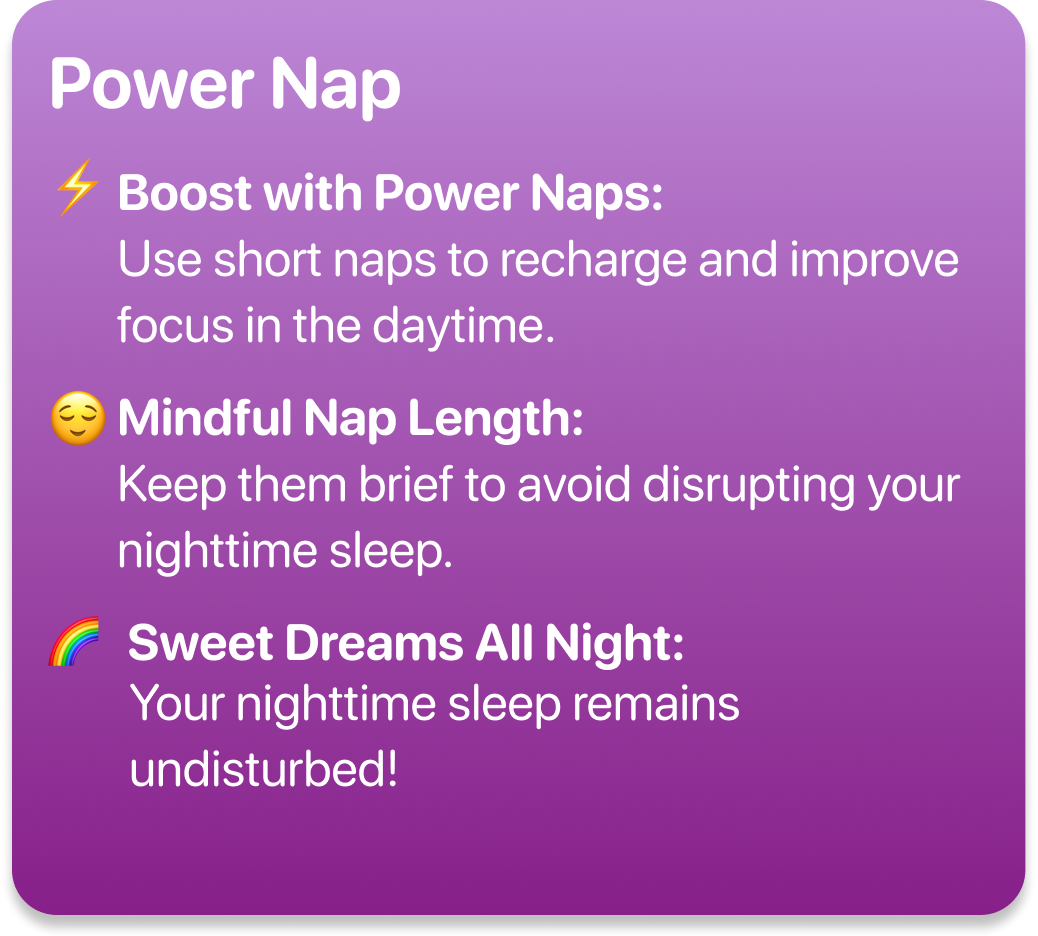 Power Nap
⚡ Boost with Power Naps:
Use short naps to recharge and improve
focus in the daytime.
😌 Mindful Nap Length:
Keep them brief to avoid disrupting your
nighttime sleep.
🌈 Sweet Dreams All Night:
Your nighttime sleep remains
undisturbed!